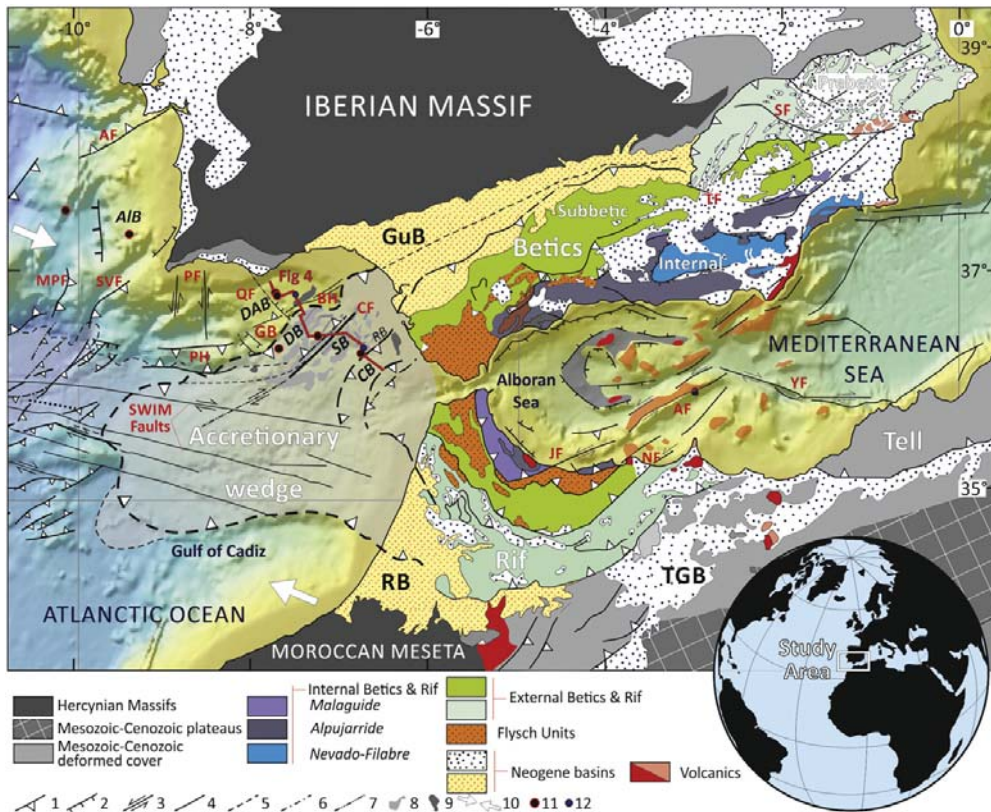 -10°
-8°
-6°
-4°
-2°
0°
39°
IBERIAN MASSIF
Prebetic
SF
AF
AlB
Subbetic
LF
GuB
Betics
Internal
37°
MPF
SVF
PF
Fig 4
QF
DAB
BH
CF
GB
DB
SB
RB
CB
PH
MEDITERRANEAN
SEA
Alboran
Sea
YF
AF
SWIM
Faults
Accretionary
wedge
JF
NF
Tell
35°
Gulf of Cadiz
Rif
RB
TGB
ATLANCTIC OCEAN
MOROCCAN MESETA
Study
Area
Hercynian Massifs
Mesozoic-Cenozoic plateaus
Mesozoic-Cenozoic
deformed cover
Internal Betics & Rif
Malaguide
Alpujarride
Nevado-Filabre
External Betics & Rif
Flysch Units
Neogene basins
Volcanics
1 2 3 4 5 6 7 8 9 10 11 12